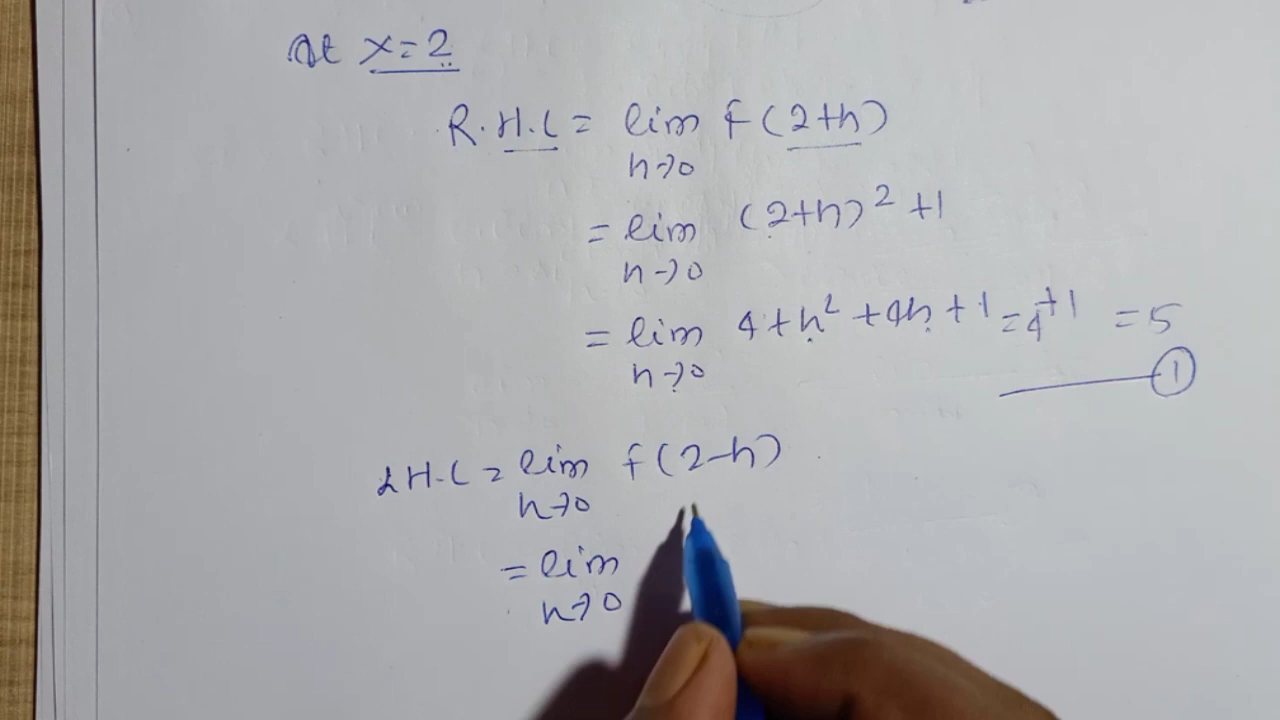 At x=2
R.H.L = lim f(2+h)
h→0
= lim (2+h)² +1
h→0
= lim 4+h²+4h+1 = 4+1 = 5
h→0
①
LH.L = lim f(2-h)
h→0
= lim
h→0